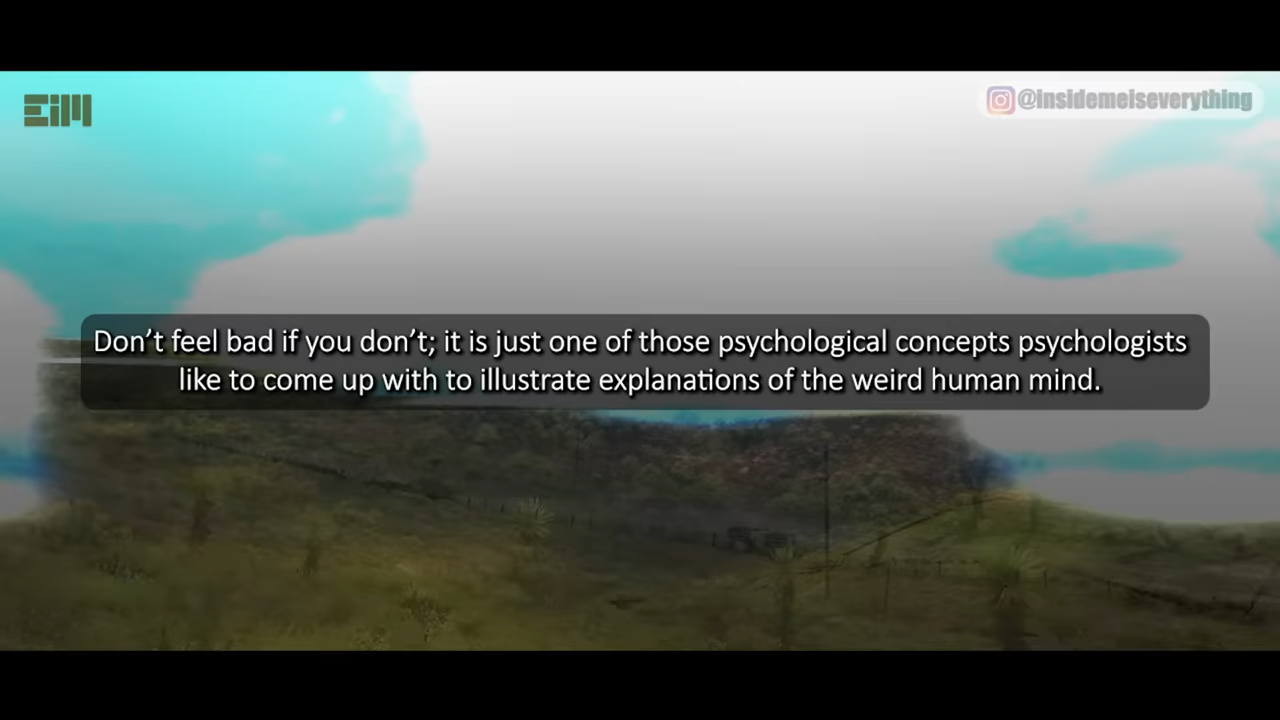 EiM
@insidemeiseverything
Don’t feel bad if you don’t; it is just one of those psychological concepts psychologists
like to come up with to illustrate explanations of the weird human mind.